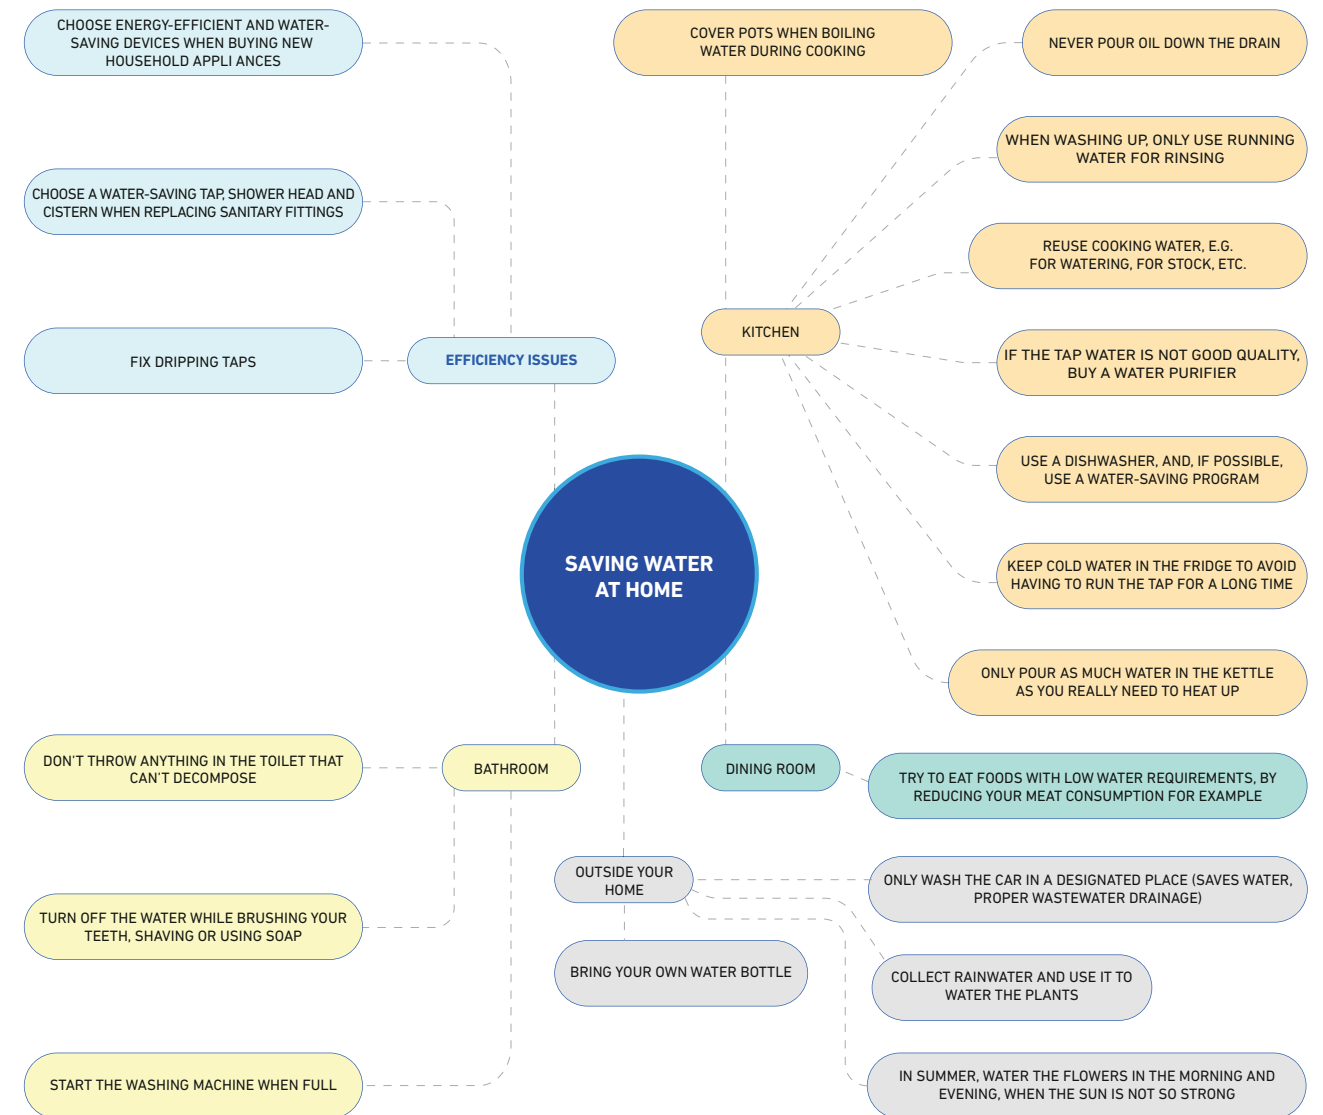 CHOOSE ENERGY-EFFICIENT AND WATER-
SAVING DEVICES WHEN BUYING NEW
HOUSEHOLD APPLI ANCES
CHOOSE A WATER-SAVING TAP, SHOWER HEAD AND
CISTERN WHEN REPLACING SANITARY FITTINGS
FIX DRIPPING TAPS
EFFICIENCY ISSUES
COVER POTS WHEN BOILING
WATER DURING COOKING
NEVER POUR OIL DOWN THE DRAIN
WHEN WASHING UP, ONLY USE RUNNING
WATER FOR RINSING
REUSE COOKING WATER, E.G.
FOR WATERING, FOR STOCK, ETC.
KITCHEN
IF THE TAP WATER IS NOT GOOD QUALITY,
BUY A WATER PURIFIER
USE A DISHWASHER, AND, IF POSSIBLE,
USE A WATER-SAVING PROGRAM
KEEP COLD WATER IN THE FRIDGE TO AVOID
HAVING TO RUN THE TAP FOR A LONG TIME
ONLY POUR AS MUCH WATER IN THE KETTLE
AS YOU REALLY NEED TO HEAT UP
SAVING WATER
AT HOME
DON'T THROW ANYTHING IN THE TOILET THAT
CAN'T DECOMPOSE
BATHROOM
TURN OFF THE WATER WHILE BRUSHING YOUR
TEETH, SHAVING OR USING SOAP
START THE WASHING MACHINE WHEN FULL
DINING ROOM
TRY TO EAT FOODS WITH LOW WATER REQUIREMENTS, BY
REDUCING YOUR MEAT CONSUMPTION FOR EXAMPLE
OUTSIDE YOUR
HOME
ONLY WASH THE CAR IN A DESIGNATED PLACE (SAVES WATER,
PROPER WASTEWATER DRAINAGE)
BRING YOUR OWN WATER BOTTLE
COLLECT RAINWATER AND USE IT TO
WATER THE PLANTS
IN SUMMER, WATER THE FLOWERS IN THE MORNING AND
EVENING, WHEN THE SUN IS NOT SO STRONG